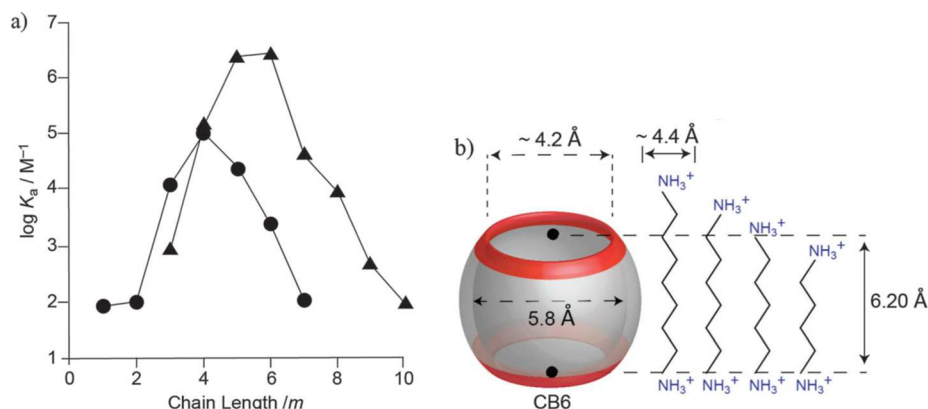 a)
7
6
5
4
3
2
1
log Kₐ / M⁻¹
0 2 4 6 8 10
Chain Length /m
b)
~ 4.2 Å
~ 4.4 Å
NH₃⁺
NH₃⁺
NH₃⁺
NH₃⁺
5.8 Å
6.20 Å
NH₃⁺ NH₃⁺ NH₃⁺ NH₃⁺
CB6